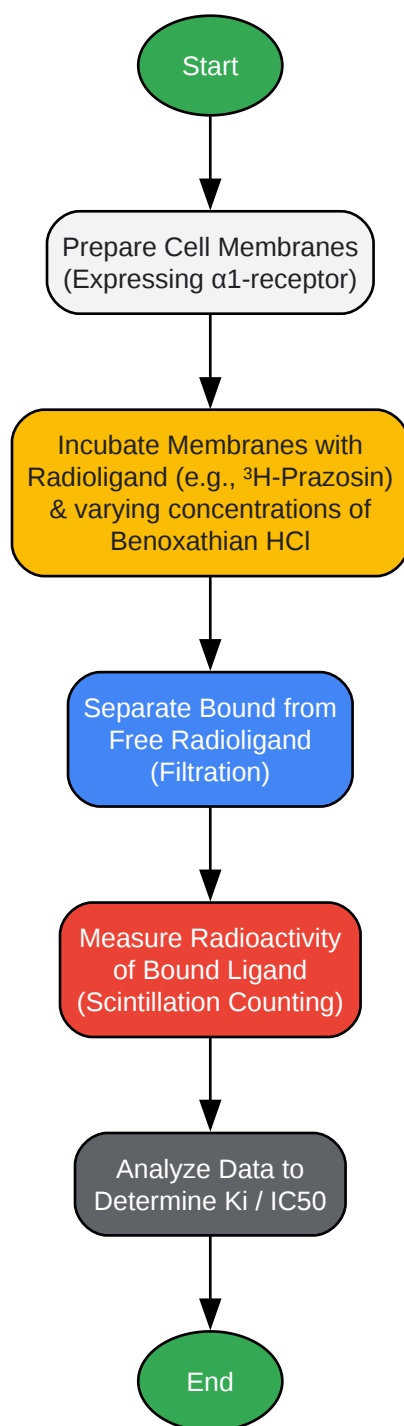 Start
Prepare Cell Membranes
(Expressing α1-receptor)
Incubate Membranes with
Radioligand (e.g., ³H-Prazosin)
& varying concentrations of
Benoxathian HCl
Separate Bound from
Free Radioligand
(Filtration)
Measure Radioactivity
of Bound Ligand
(Scintillation Counting)
Analyze Data to
Determine Ki / IC50
End